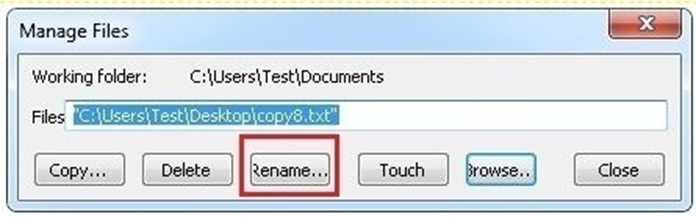 Manage Files
Working folder: C:\Users\Test\Documents
Files "C:\Users\Test\Desktop\copy8.txt"
Copy... Delete Rename... Touch Browse.. Close